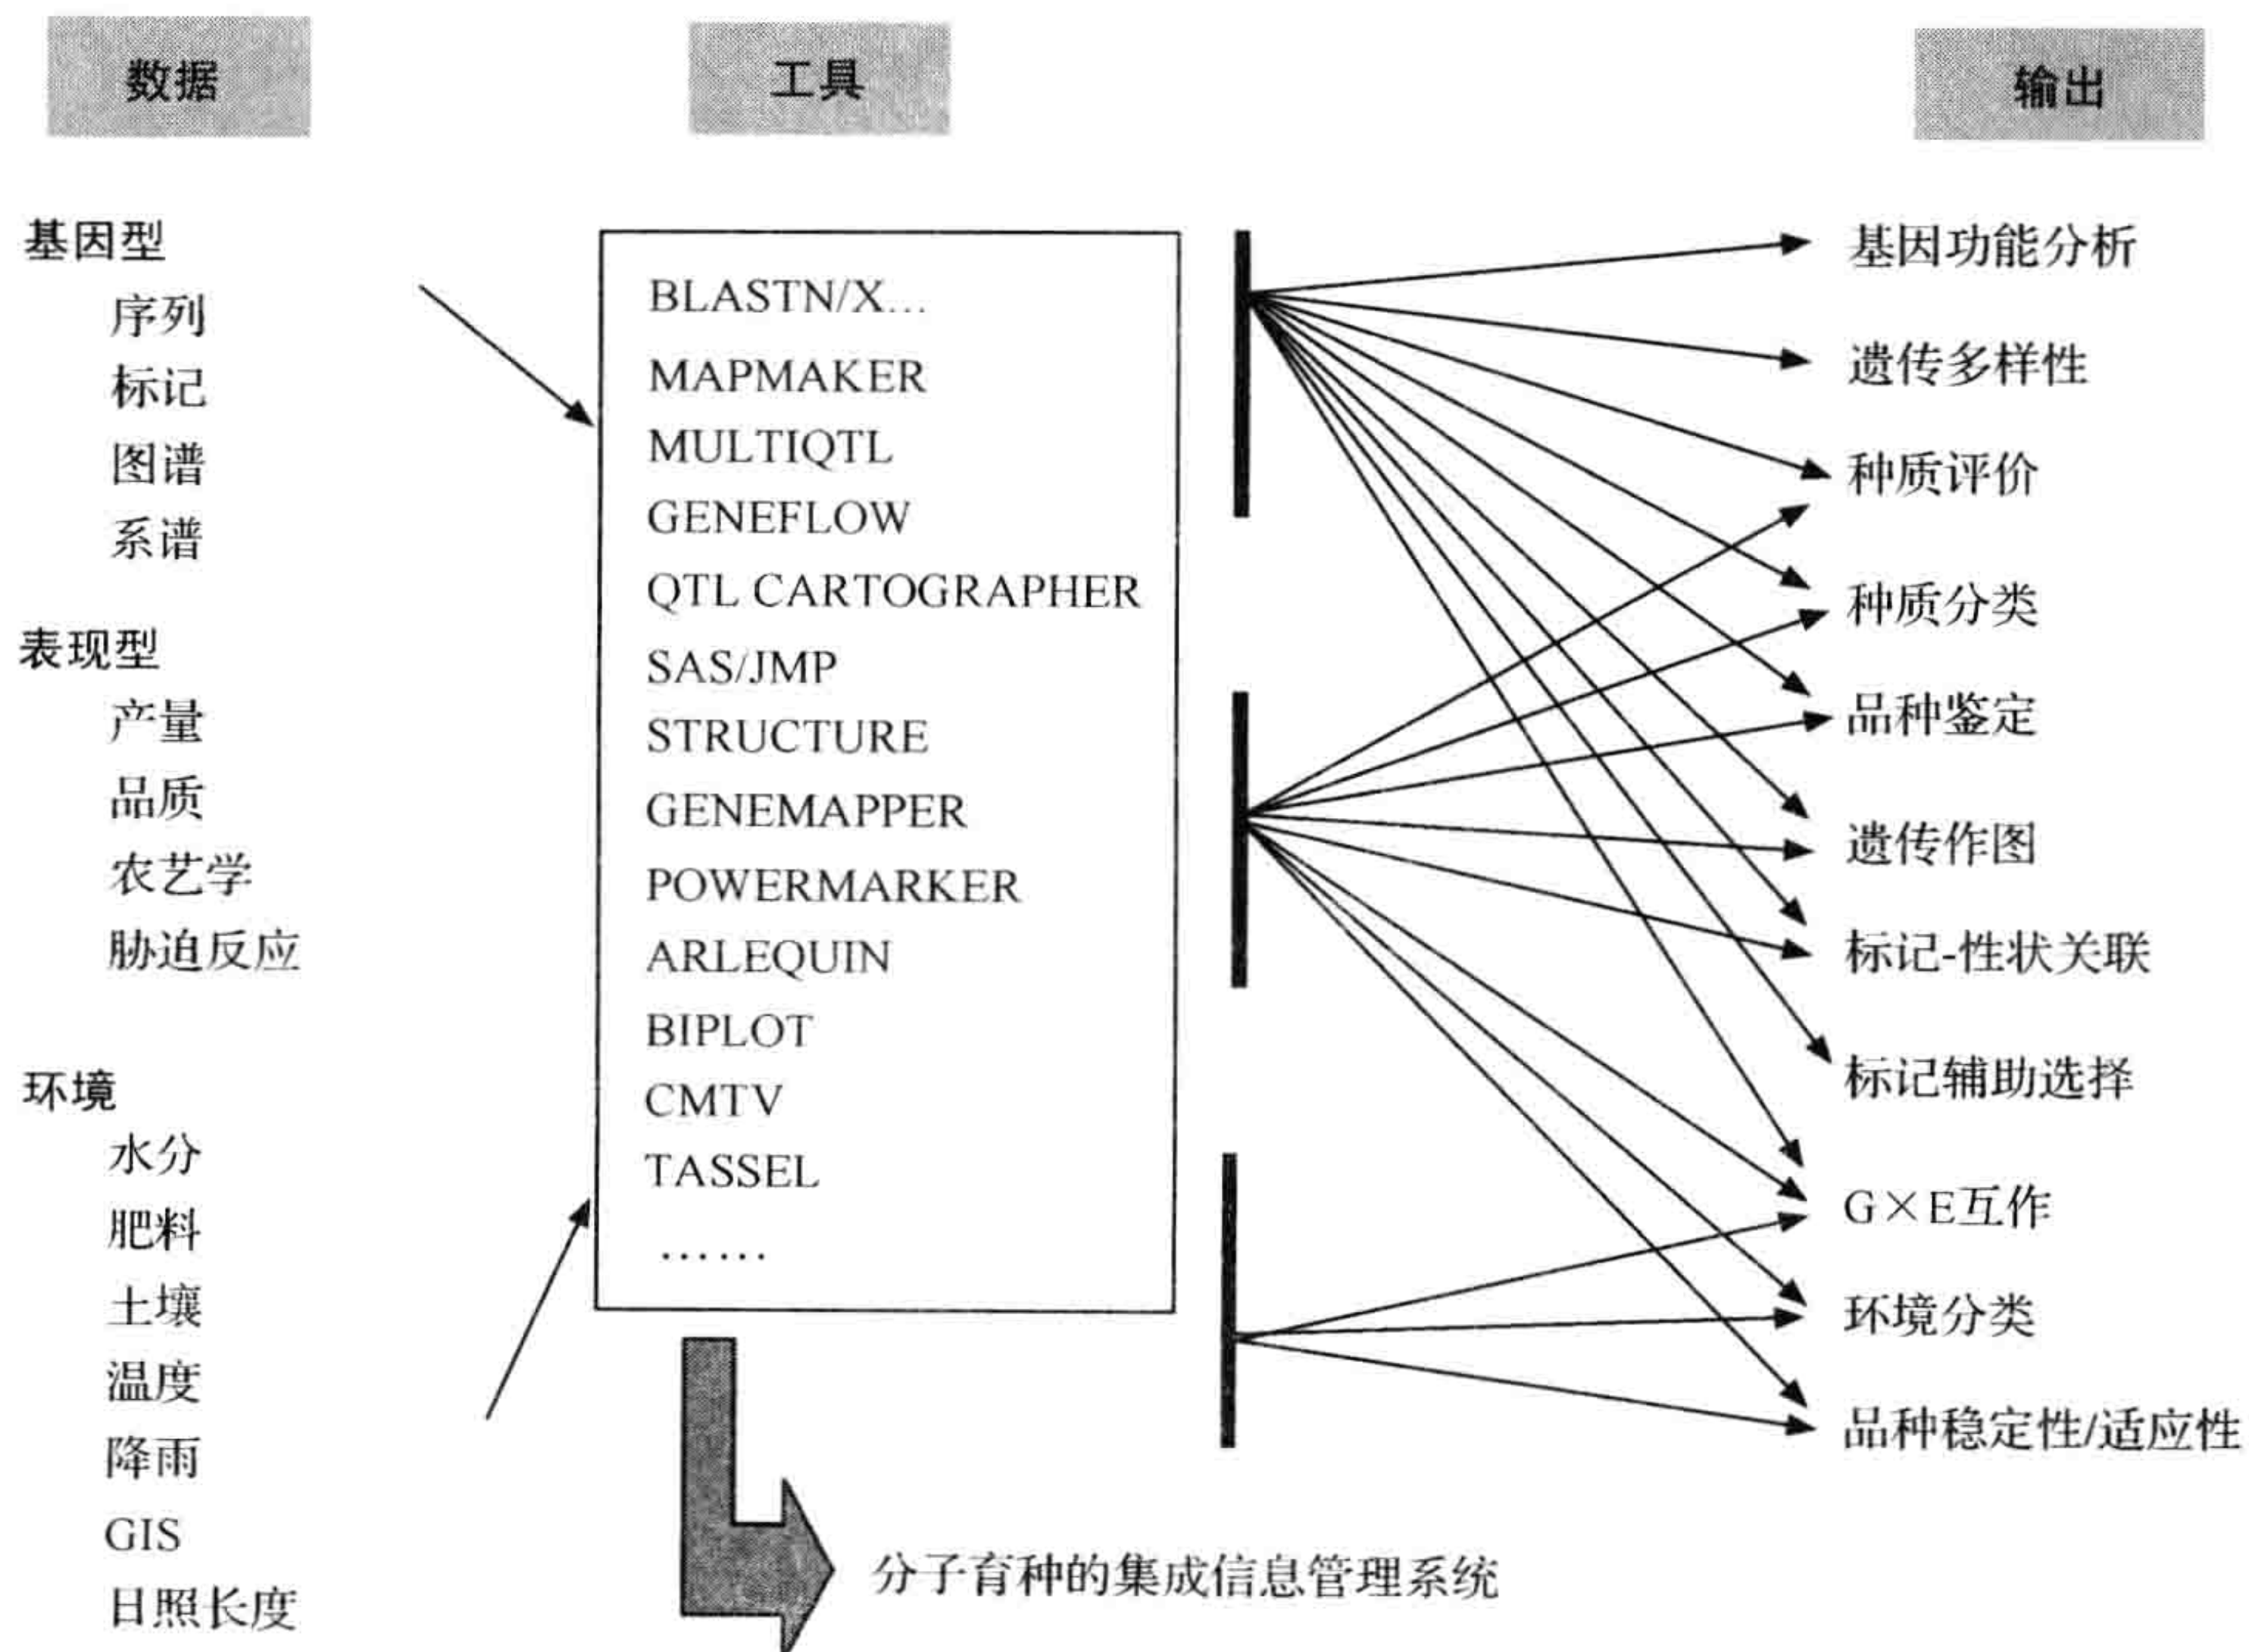 数据
工具
输出
基因型
序列
标记
图谱
系谱
表现型
产量
品质
农艺学
胁迫反应
环境
水分
肥料
土壤
温度
降雨
GIS
日照长度
BLASTN/X...
MAPMAKER
MULTIQTL
GENEFLOW
QTL CARTOGRAPHER
SAS/JMP
STRUCTURE
GENEMAPPER
POWERMARKER
ARLEQUIN
BIPLOT
CMTV
TASSEL
……
基因功能分析
遗传多样性
种质评价
种质分类
品种鉴定
遗传作图
标记-性状关联
标记辅助选择
G×E互作
环境分类
品种稳定性/适应性
分子育种的集成信息管理系统